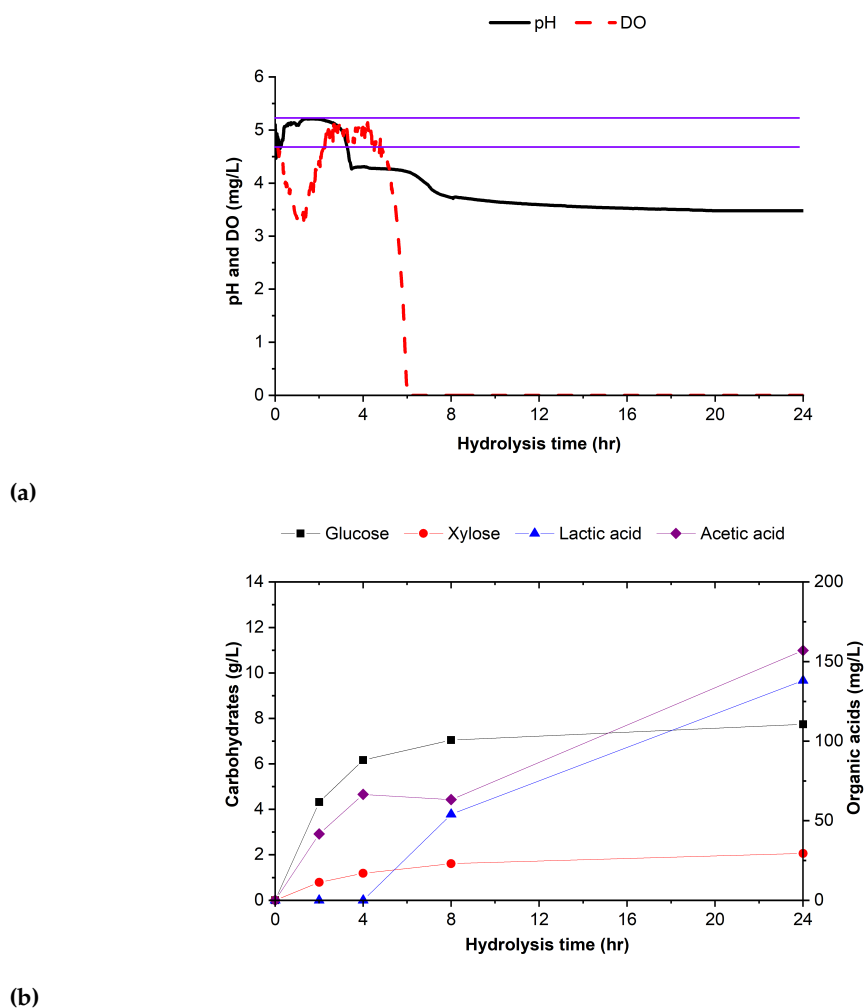 pH DO
6
5
4
3
2
1
0
0 4 8 12 16 20 24
pH and DO (mg/L)
Hydrolysis time (hr)
(a)
Glucose Xylose Lactic acid Acetic acid
14 200
12
10 150
8
100
6
4 50
2
0 0
0 4 8 12 16 20 24
Carbohydrates (g/L)
Organic acids (mg/L)
Hydrolysis time (hr)
(b)